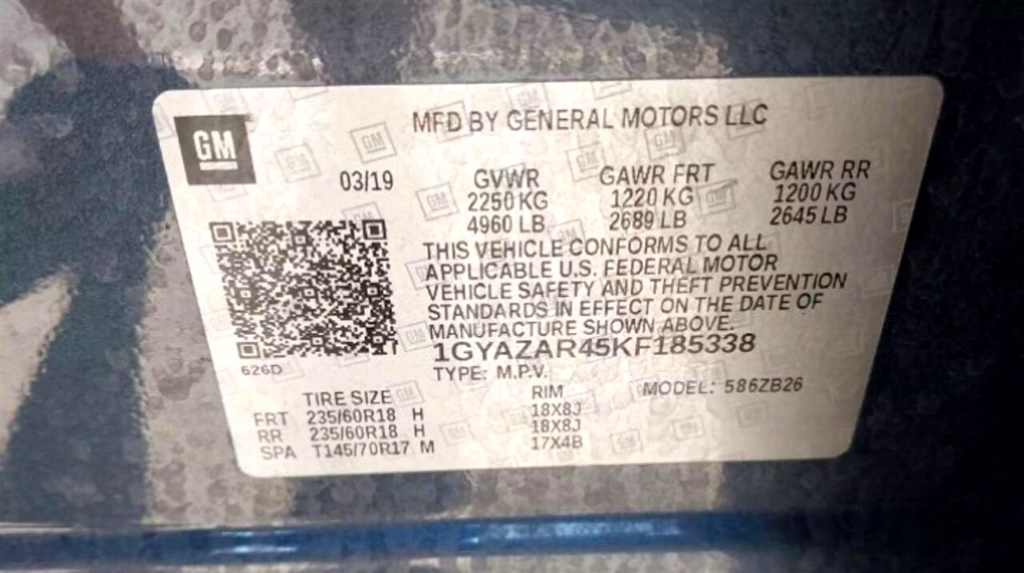 GM
MFD BY GENERAL MOTORS LLC
03/19
GVWR GAWR FRT GAWR RR
2250 KG 1220 KG 1200 KG
4960 LB 2689 LB 2645 LB
THIS VEHICLE CONFORMS TO ALL
APPLICABLE U.S. FEDERAL MOTOR
VEHICLE SAFETY AND THEFT PREVENTION
STANDARDS IN EFFECT ON THE DATE OF
MANUFACTURE SHOWN ABOVE.
1GYAZAR45KF185338
626D
TYPE: M.P.V.
MODEL: 586ZB26
TIRE SIZE RIM
FRT 235/60R18 H 18X8J
RR 235/60R18 H 18X8J
SPA T145/70R17 M 17X4B